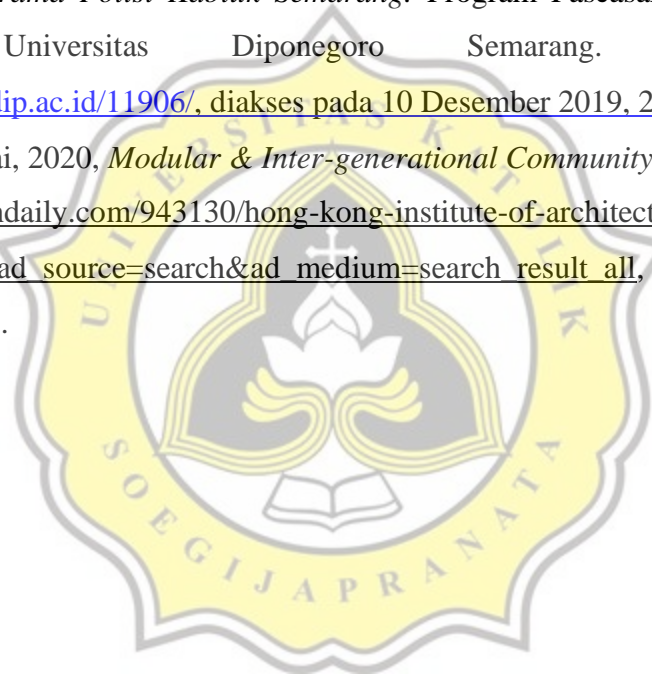 Polisi Kabluk Semarang. Program Pascasar
Universitas Diponegoro Semarang.
dip.ac.id/11906/, diakses pada 10 Desember 2019, 2
ai, 2020, Modular & Inter-generational Community
ndaily.com/943130/hong-kong-institute-of-architect
ad_source=search&ad_medium=search_result_all,
.
UNIVERSITAS KATOLIK
SOEGIJAPRANATA